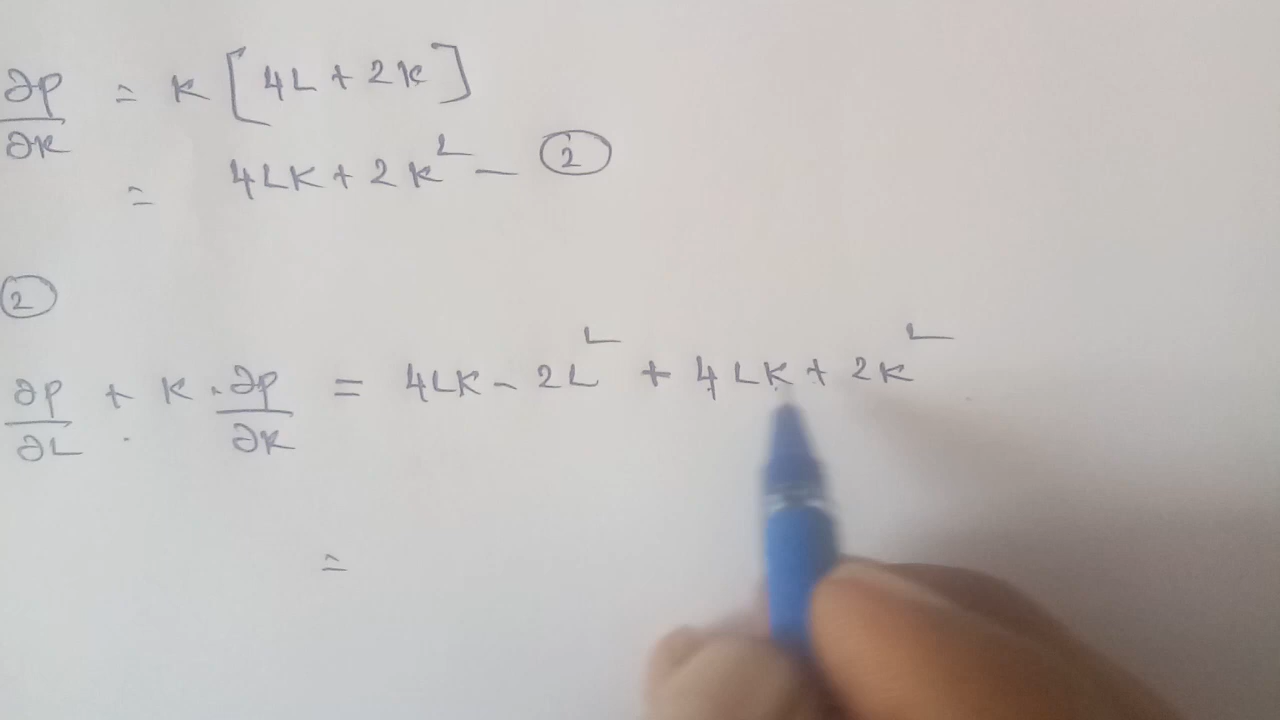 ∂P/∂K = K [4L + 2K]
= 4LK + 2K² – ②
②
∂P/∂L + K · ∂P/∂K = 4LK – 2L² + 4LK + 2K²
=